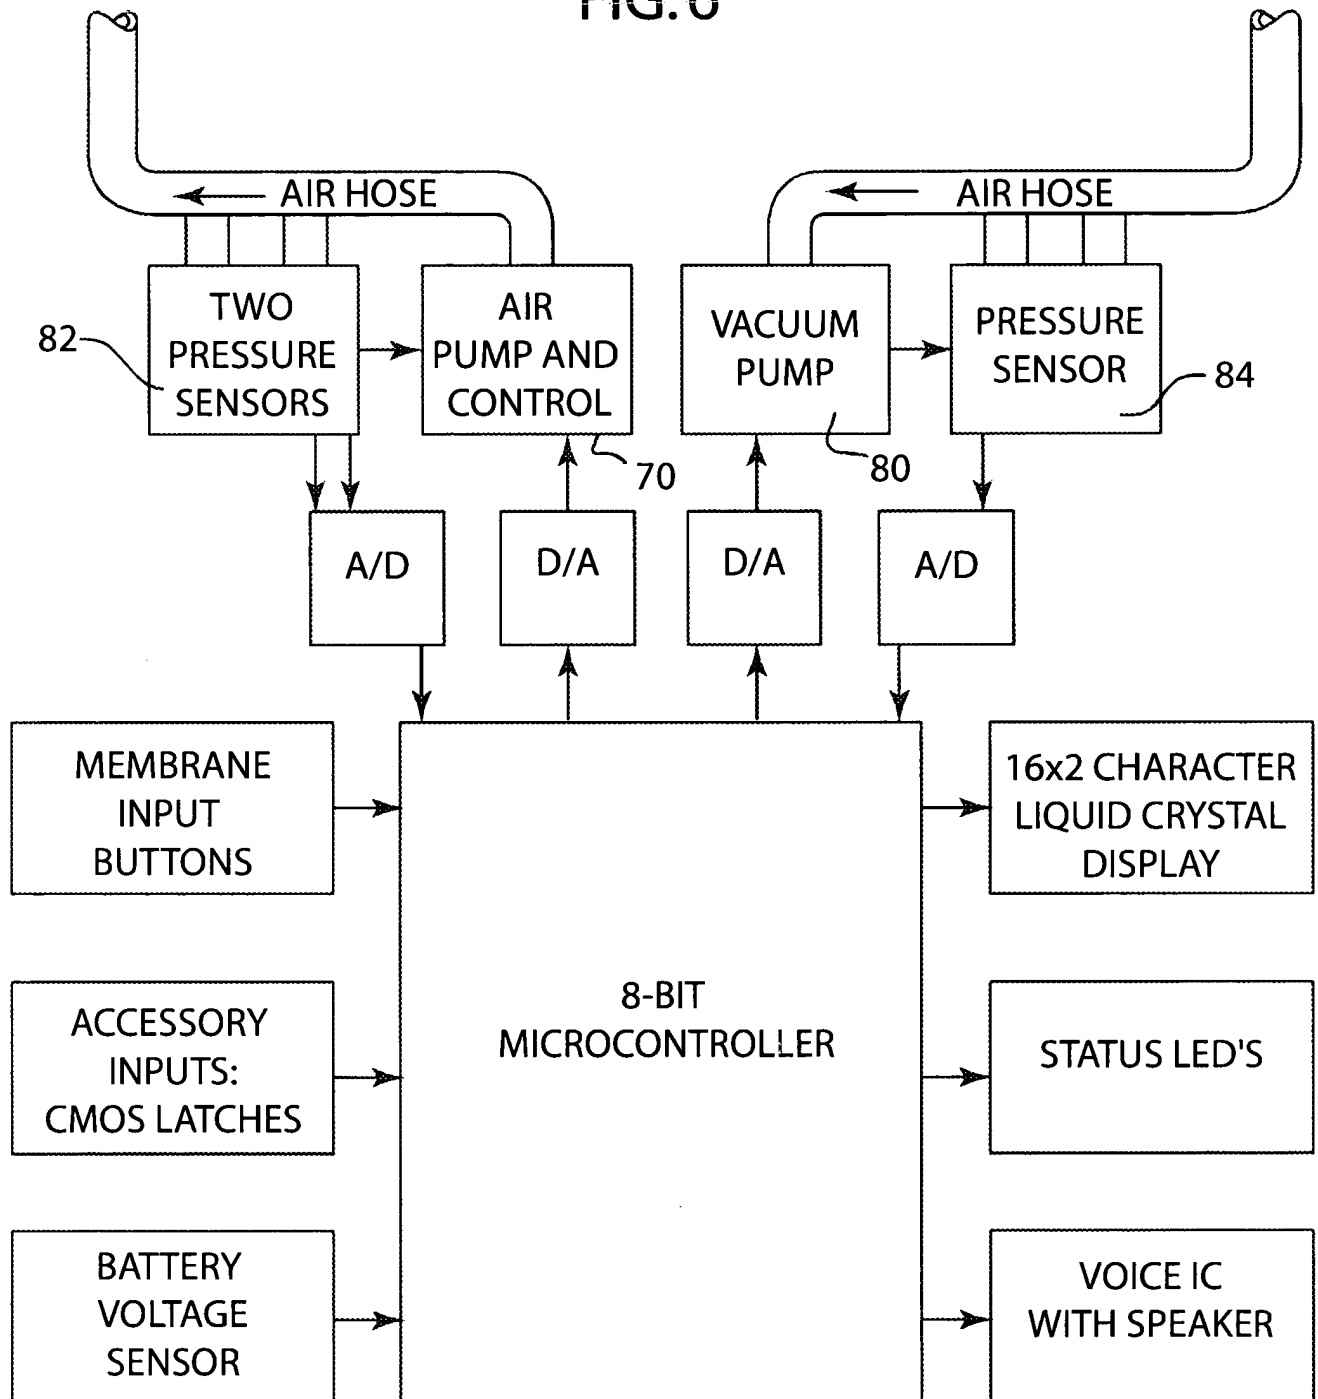 FIG. 6
AIR HOSE
AIR HOSE
TWO
PRESSURE
SENSORS
82
AIR
PUMP AND
CONTROL
70
VACUUM
PUMP
80
PRESSURE
SENSOR
84
A/D
D/A
D/A
A/D
MEMBRANE
INPUT
BUTTONS
16x2 CHARACTER
LIQUID CRYSTAL
DISPLAY
ACCESSORY
INPUTS:
CMOS LATCHES
8-BIT
MICROCONTROLLER
STATUS LED'S
BATTERY
VOLTAGE
SENSOR
VOICE IC
WITH SPEAKER